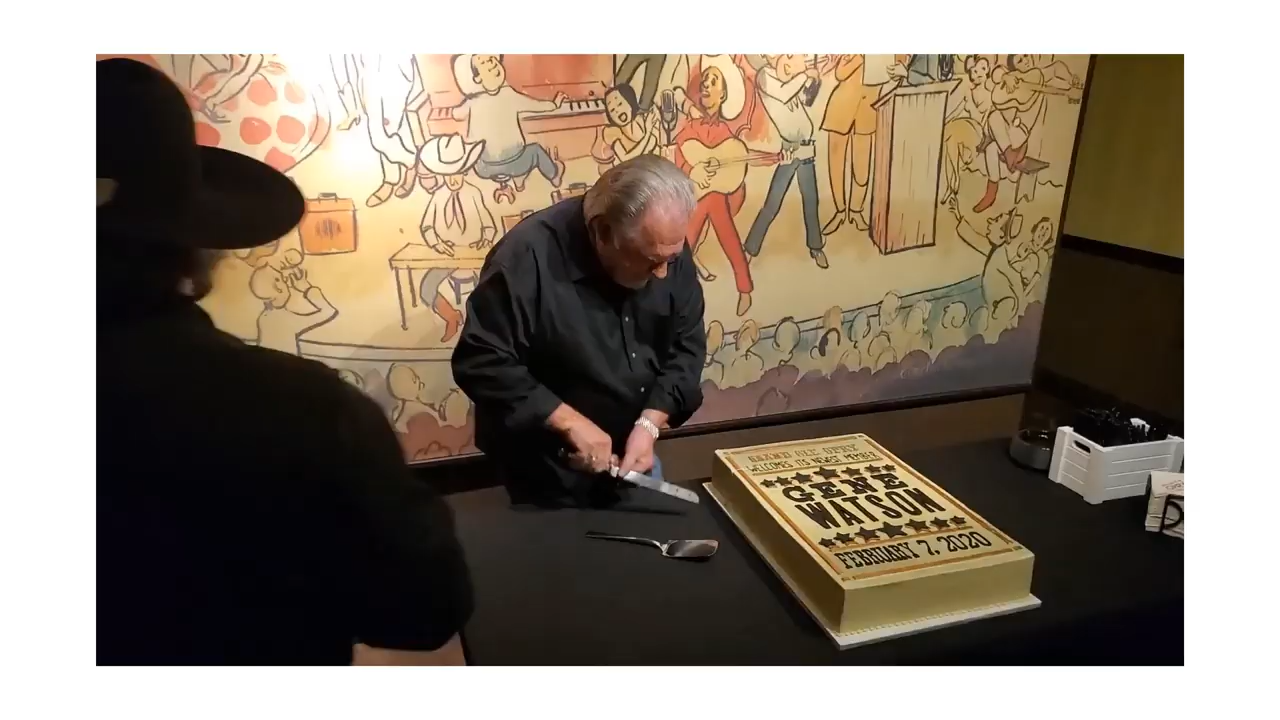 GRAND OLE OPRY
WELCOMES ITS NEWEST MEMBER
GENE
WATSON
FEBRUARY 7, 2020